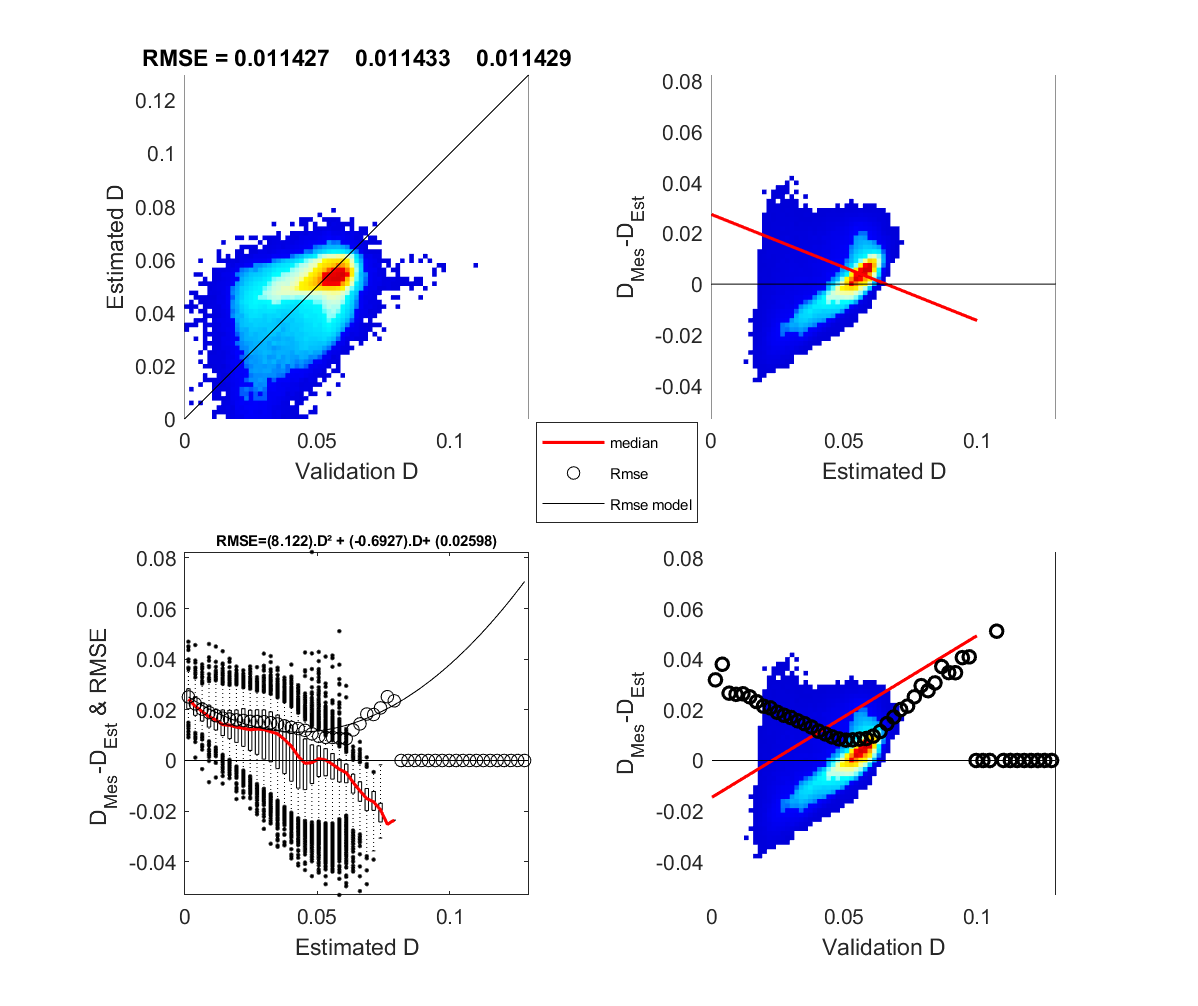 RMSE = 0.011427 0.011433 0.011429
0.12
0.1
0.08
0.06
0.04
0.02
0
Estimated D
0 0.05 0.1
Validation D
0.08
0.06
0.04
0.02
0
-0.02
-0.04
D_Mes-D_Est
0 0.05 0.1
Estimated D
median
Rmse
Rmse model
RMSE=(8.122).D² + (-0.6927).D+ (0.02598)
0.08
0.06
0.04
0.02
0
-0.02
-0.04
D_Mes-D_Est & RMSE
0 0.05 0.1
Estimated D
0.08
0.06
0.04
0.02
0
-0.02
-0.04
D_Mes-D_Est
0 0.05 0.1
Validation D